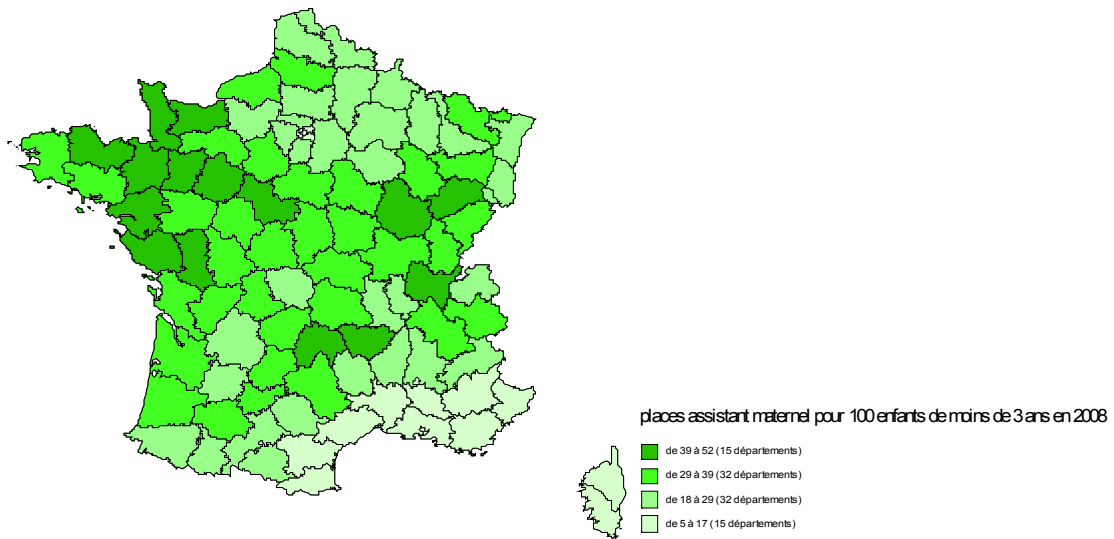 places assistant maternel pour 100 enfants de moins de 3 ans en 2008
de 39 à 52 (15 départements)
de 29 à 39 (32 départements)
de 18 à 29 (32 départements)
de 5 à 17 (15 départements)